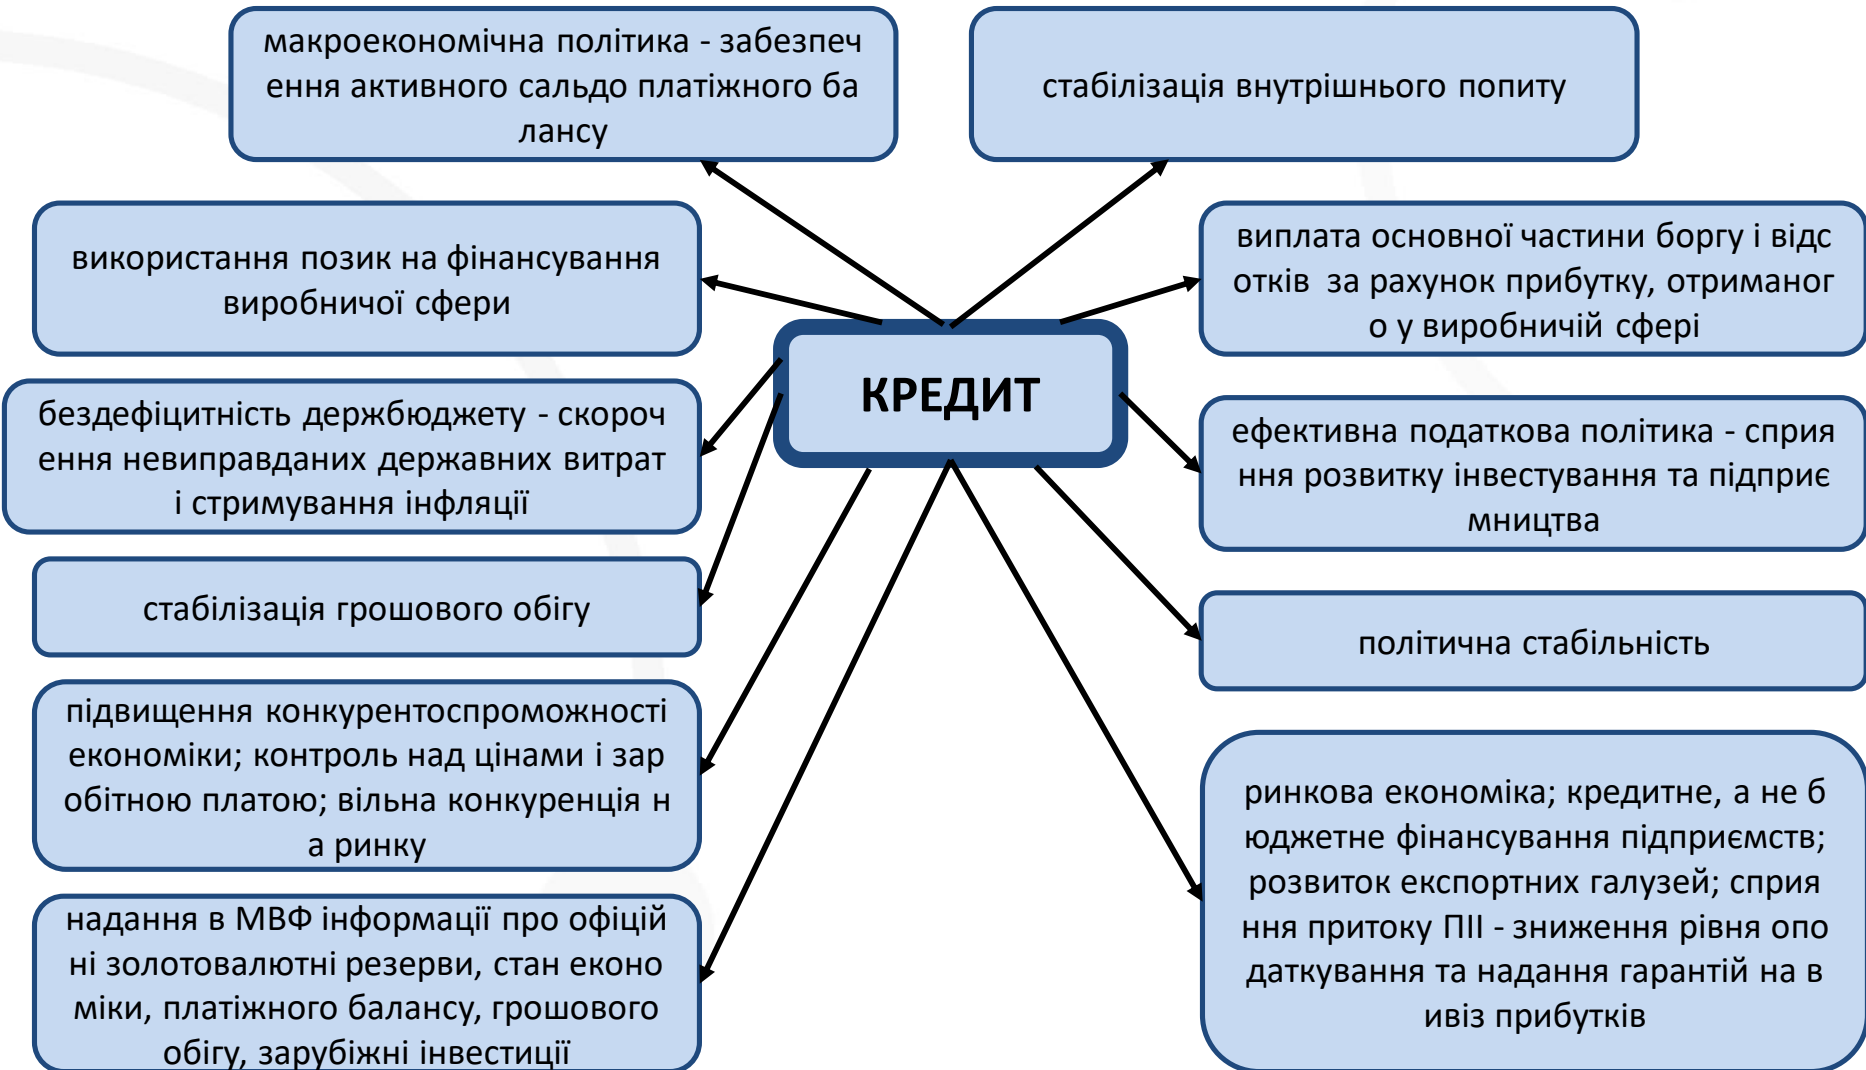 макроекономічна політика - забезпеч
ення активного сальдо платіжного ба
лансу
стабілізація внутрішнього попиту
використання позик на фінансування
виробничої сфери
виплата основної частини боргу і відс
отків за рахунок прибутку, отриманог
о у виробничій сфері
КРЕДИТ
бездефіцитність держбюджету - скороч
ення невиправданих державних витрат
і стримування інфляції
ефективна податкова політика - сприя
ння розвитку інвестування та підприє
мництва
стабілізація грошового обігу
політична стабільність
підвищення конкурентоспроможності
економіки; контроль над цінами і зар
обітною платою; вільна конкуренція н
а ринку
ринкова економіка; кредитне, а не б
юджетне фінансування підприємств;
розвиток експортних галузей; сприя
ння притоку ПІІ - зниження рівня опо
даткування та надання гарантій на в
ивіз прибутків
надання в МВФ інформації про офіцій
ні золотовалютні резерви, стан еконо
міки, платіжного балансу, грошового
обігу, зарубіжні інвестиції